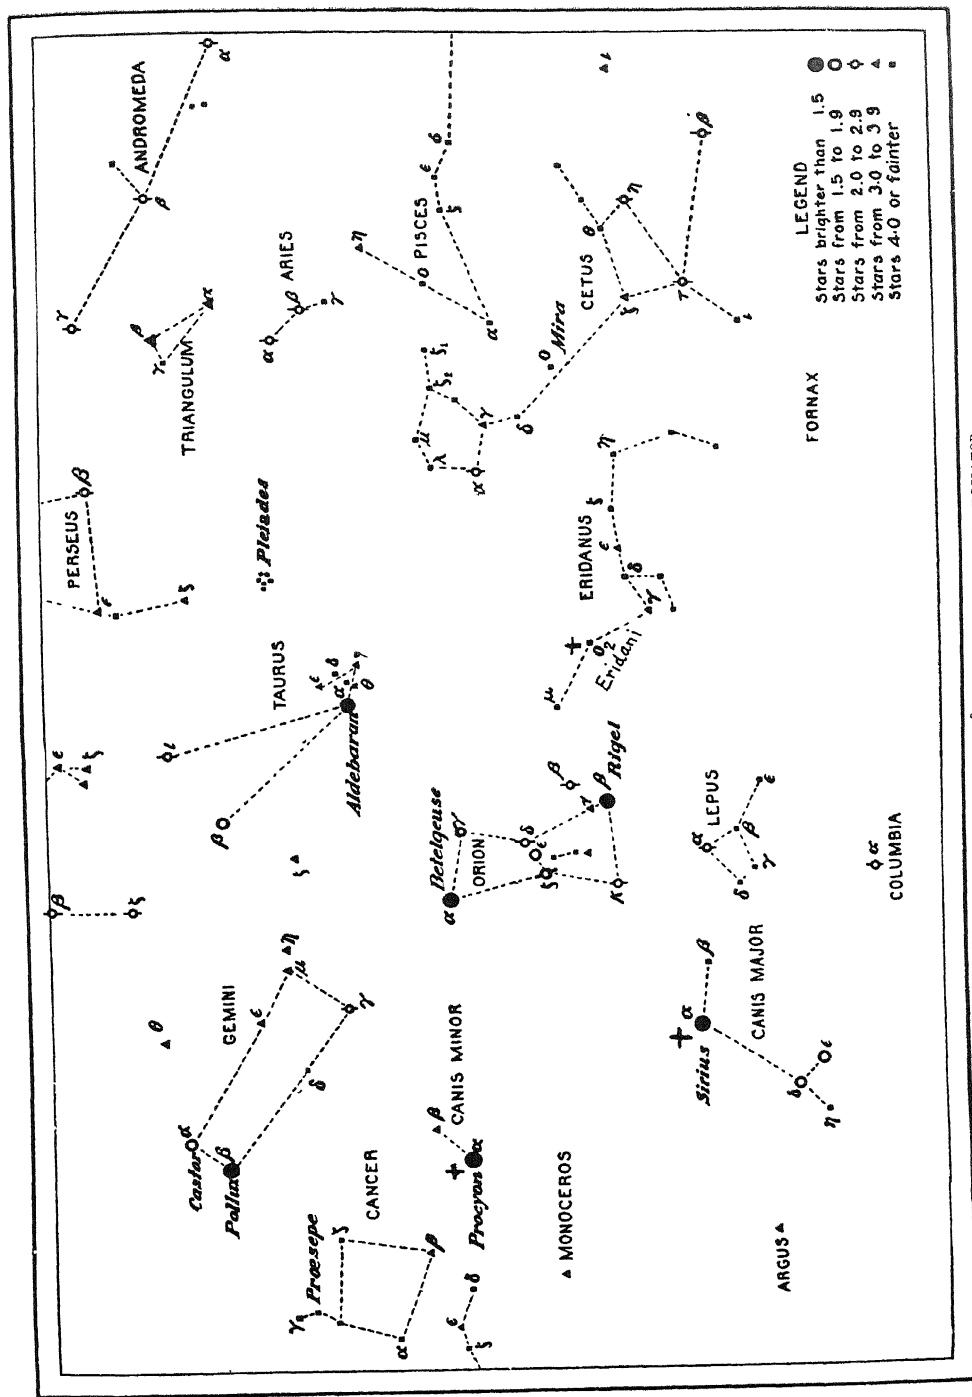 α
ANDROMEDA
β
γ
β
α
γ
TRIANGULUM
ARIES
α
β
γ
η
PISCES
δ
ε
ζ
ο
α
ι
θ
η
CETUS
β
τ
ζ
ι
Mira
ο
δ
γ
α
λ
μ
ξ₂
ξ₁
LEGEND
Stars brighter than 1.5
Stars from 1.5 to 1.9
Stars from 2.0 to 2.9
Stars from 3.0 to 3 9
Stars 4.0 or fainter
PERSEUS
β
ε
ζ
Pleiades
TAURUS
ε
δ
α
θ
γ
Aldebaran
ι
β
ζ
ε
ζ
β
ζ
ERIDANUS
η
ζ
ε
δ
γ
ο₂
Eridani
μ
FORNAX
Betelgeuse
α
γ
ORION
δ
ε
ζ
κ
β
β
Rigel
LEPUS
α
β
ε
γ
δ
α
COLUMBIA
GEMINI
θ
η
μ
ε
γ
δ
α
Castor
β
Pollux
CANIS MINOR
β
α
Procyon
CANIS MAJOR
α
β
Sirius
δ
ι
η
CANCER
Praesepe
γ
ζ
β
α
δ
ε
ζ
MONOCEROS
ARGUS